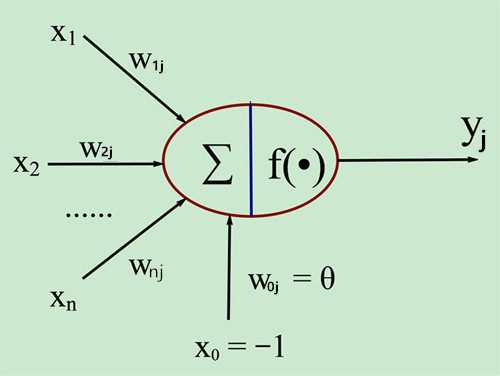 x₁
w₁ⱼ
x₂
w₂ⱼ
∑ f(•)
yⱼ
......
xₙ
wₙⱼ
w₀ⱼ = θ
x₀ = −1